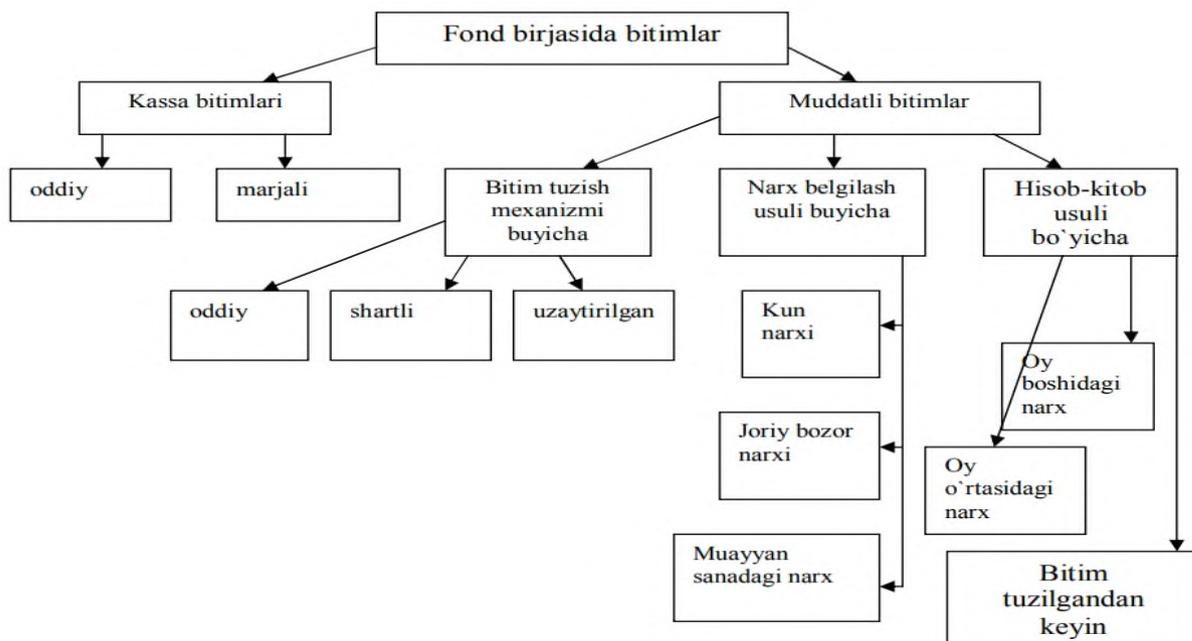 Fond birjasida bitimlar
Kassa bitimlari
Muddatli bitimlar
oddiy
marjali
Bitim tuzish
mexanizmi
buyicha
Narx belgilash
usuli buyicha
Hisob-kitob
usuli
bo`yicha
oddiy
shartli
uzaytirilgan
Kun
narxi
Oy
boshidagi
narx
Joriy bozor
narxi
Oy
o`rtasidagi
narx
Muayyan
sanadagi narx
Bitim
tuzilgandan
keyin